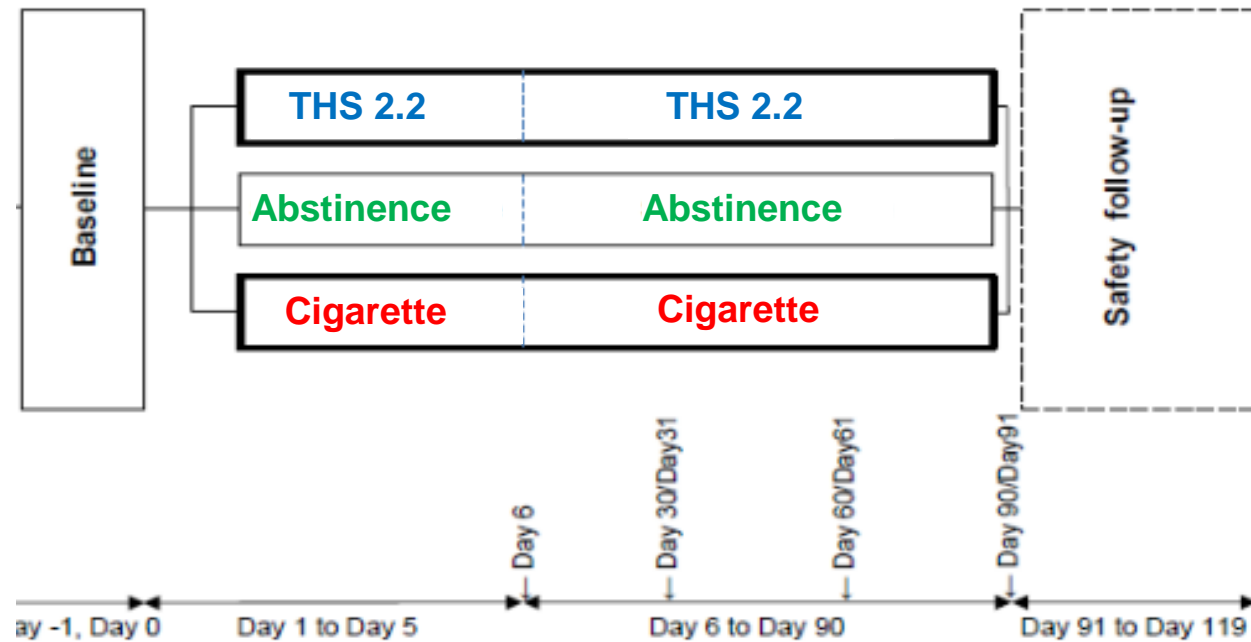 Baseline
THS 2.2 THS 2.2
Abstinence Abstinence
Cigarette Cigarette
Safety follow-up
←Day 6
←Day 30/Day31
←Day 60/Day61
←Day 90/Day91
ay -1, Day 0 Day 1 to Day 5 Day 6 to Day 90 Day 91 to Day 119